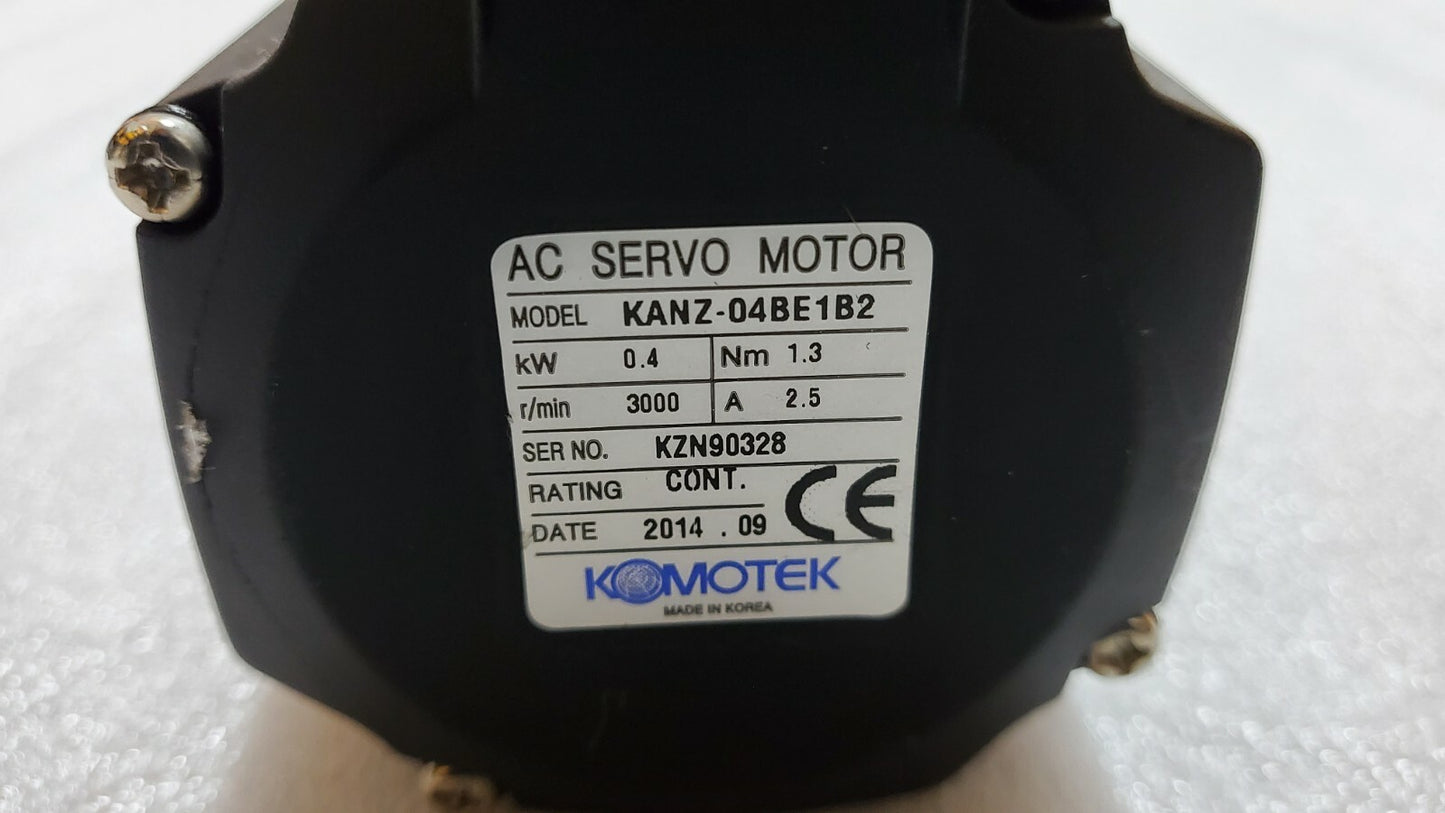 AC SERVO MOTOR
MODEL KANZ-04BE1B2
kW 0.4 Nm 1.3
r/min 3000 A 2.5
SER NO. KZN90328
RATING CONT.
DATE 2014 . 09
CE
KOMOTEK
MADE IN KOREA